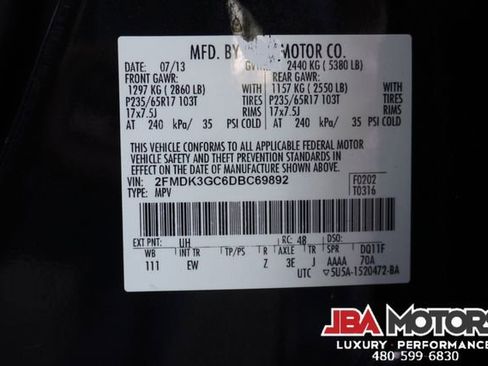 MFD. BY MOTOR CO.
DATE: 07/13 GVWR: 2440 KG ( 5380 LB)
FRONT GAWR: REAR GAWR:
1297 KG ( 2860 LB) WITH 1157 KG ( 2550 LB) WITH
P235/65R17 103T TIRES P235/65R17 103T TIRES
17x7.5J RIMS 17x7.5J RIMS
AT 240 kPa/ 35 PSI COLD AT 240 kPa/ 35 PSI COLD
THIS VEHICLE CONFORMS TO ALL APPLICABLE FEDERAL MOTOR
VEHICLE SAFETY AND THEFT PREVENTION STANDARDS IN
EFFECT ON THE DATE OF MANUFACTURE SHOWN ABOVE.
VIN: 2FMDK3GC6DBC69892 F0202
TYPE: MPV T0316
EXT PNT: UH RC: 48 DSO:
WB INT TR TP/PS R AXLE TR SPR DQ11F
111 EW Z 3E J AAAA 70A
UTC 5U5A-1520472-BA
JBA MOTORS
LUXURY · PERFORMANCE
480 599 6830